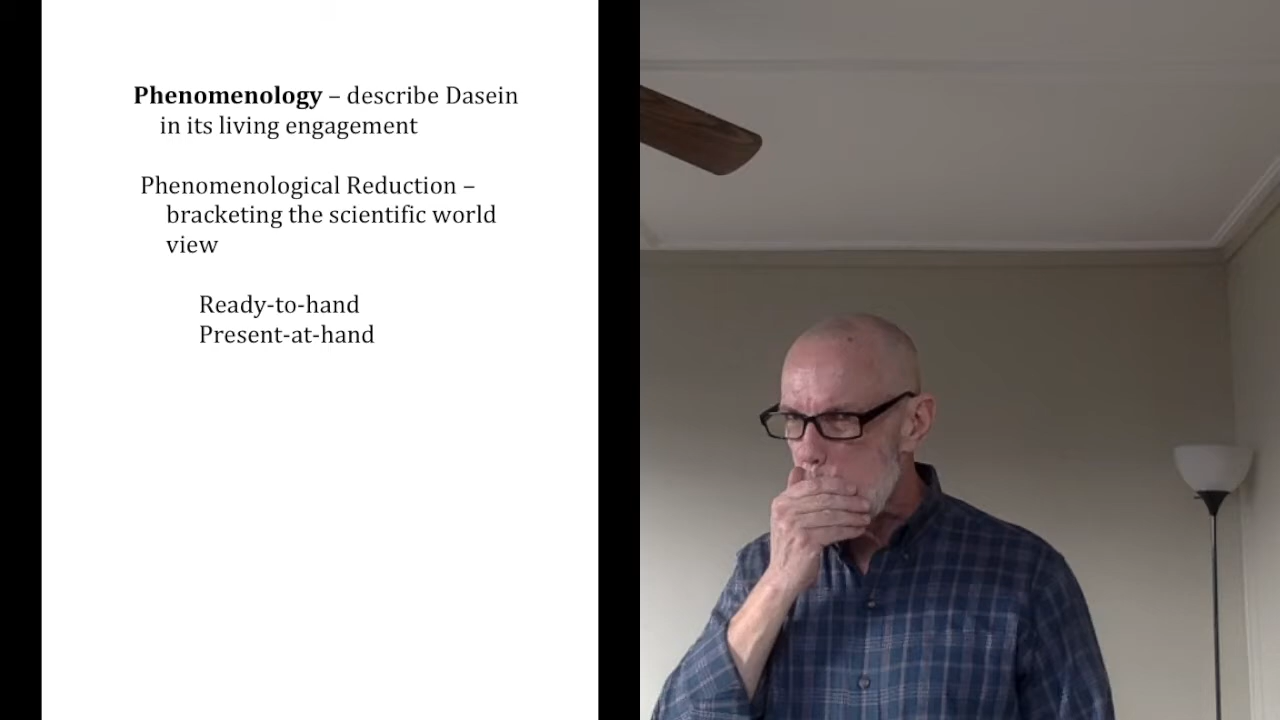 Phenomenology – describe Dasein
in its living engagement
Phenomenological Reduction –
bracketing the scientific world
view
Ready-to-hand
Present-at-hand